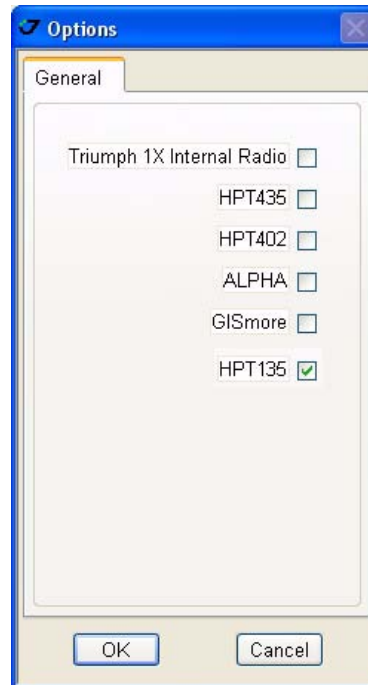 Options
General
Triumph 1X Internal Radio
HPT435
HPT402
ALPHA
GISmore
HPT135
OK
Cancel